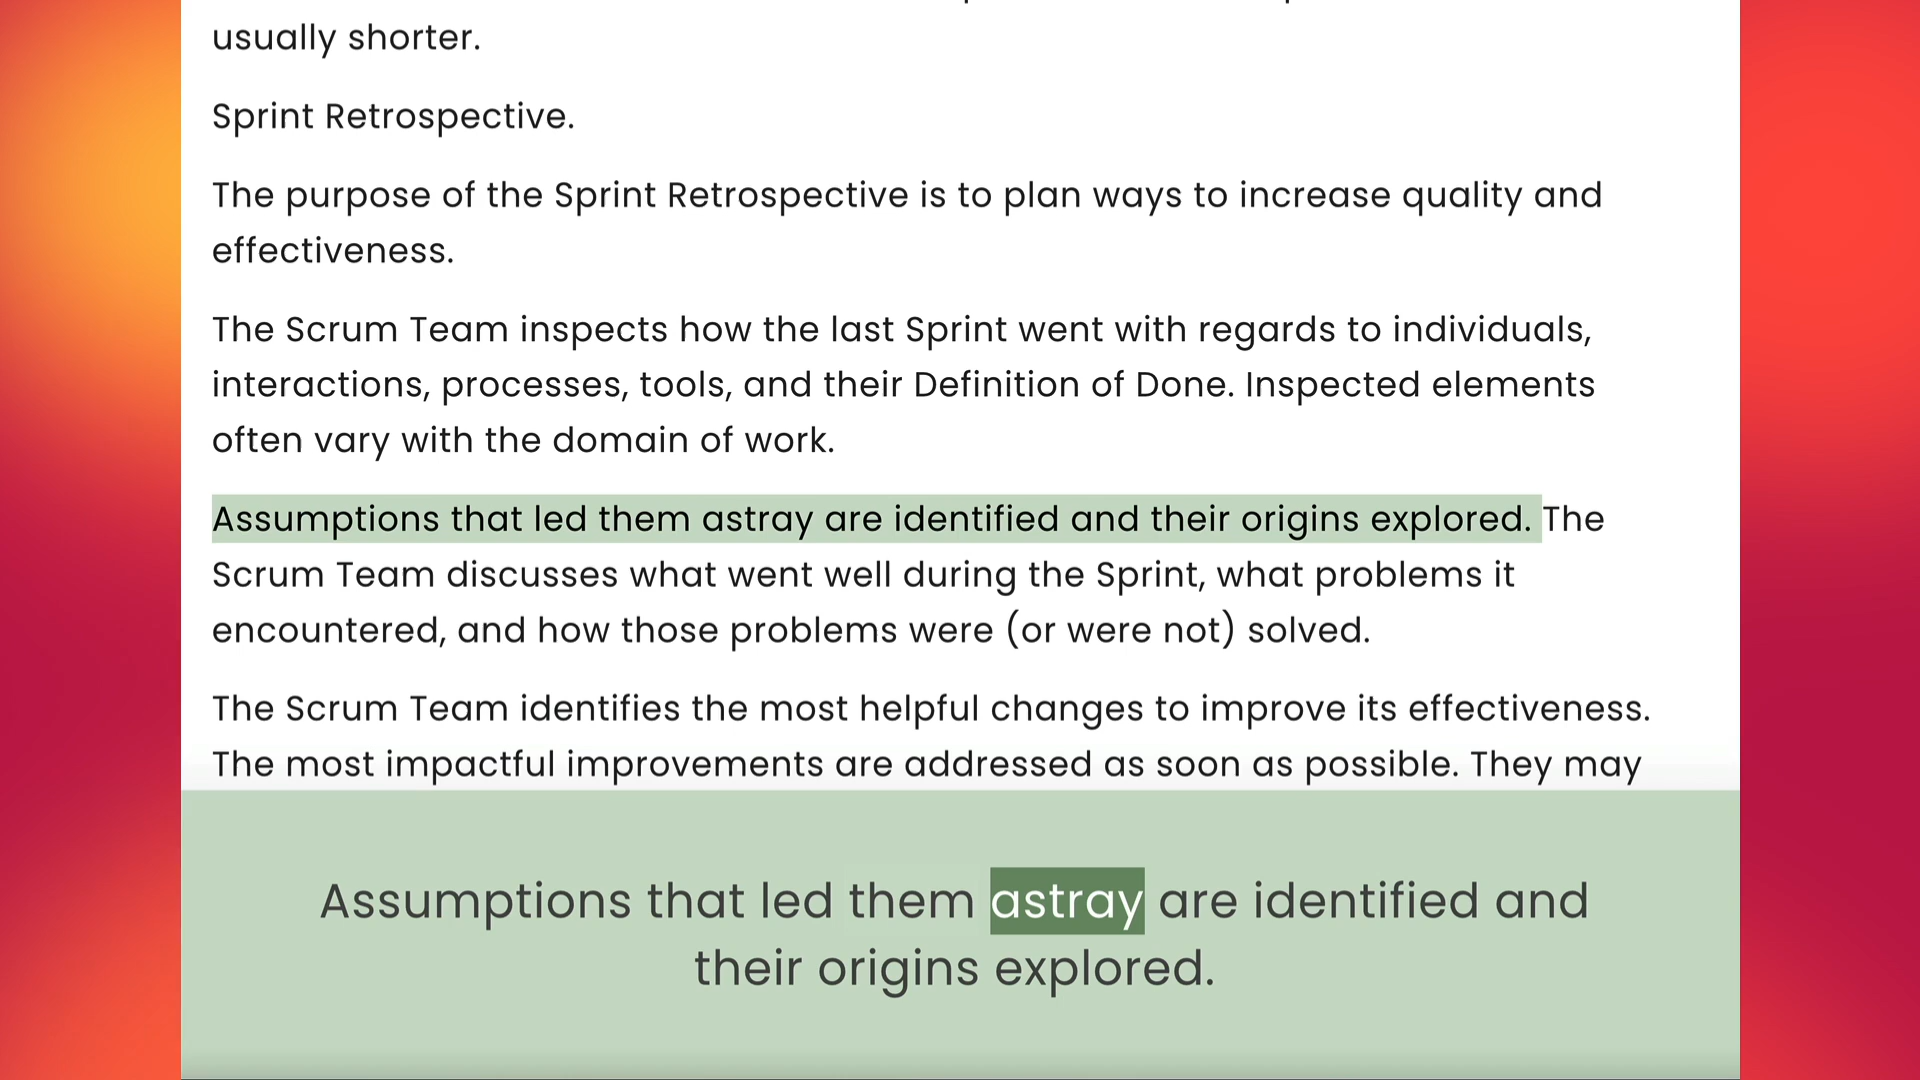 usually shorter.
Sprint Retrospective.
The purpose of the Sprint Retrospective is to plan ways to increase quality and
effectiveness.
The Scrum Team inspects how the last Sprint went with regards to individuals,
interactions, processes, tools, and their Definition of Done. Inspected elements
often vary with the domain of work.
Assumptions that led them astray are identified and their origins explored. The
Scrum Team discusses what went well during the Sprint, what problems it
encountered, and how those problems were (or were not) solved.
The Scrum Team identifies the most helpful changes to improve its effectiveness.
The most impactful improvements are addressed as soon as possible. They may
Assumptions that led them astray are identified and
their origins explored.